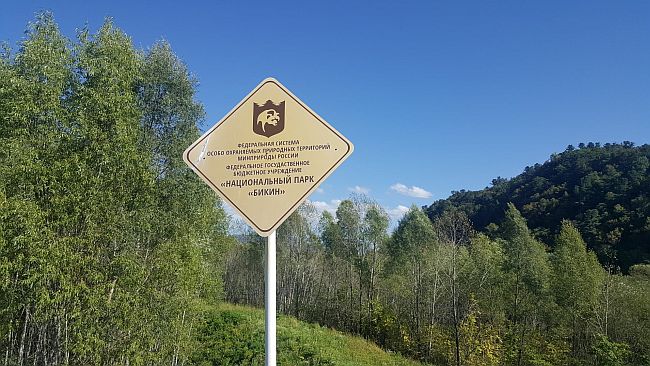 ФЕДЕРАЛЬНАЯ СИСТЕМА
ОСОБО ОХРАНЯЕМЫХ ПРИРОДНЫХ ТЕРРИТОРИЙ
МИНПРИРОДЫ РОССИИ
ФЕДЕРАЛЬНОЕ ГОСУДАРСТВЕННОЕ
БЮДЖЕТНОЕ УЧРЕЖДЕНИЕ
«НАЦИОНАЛЬНЫЙ ПАРК
«БИКИН»